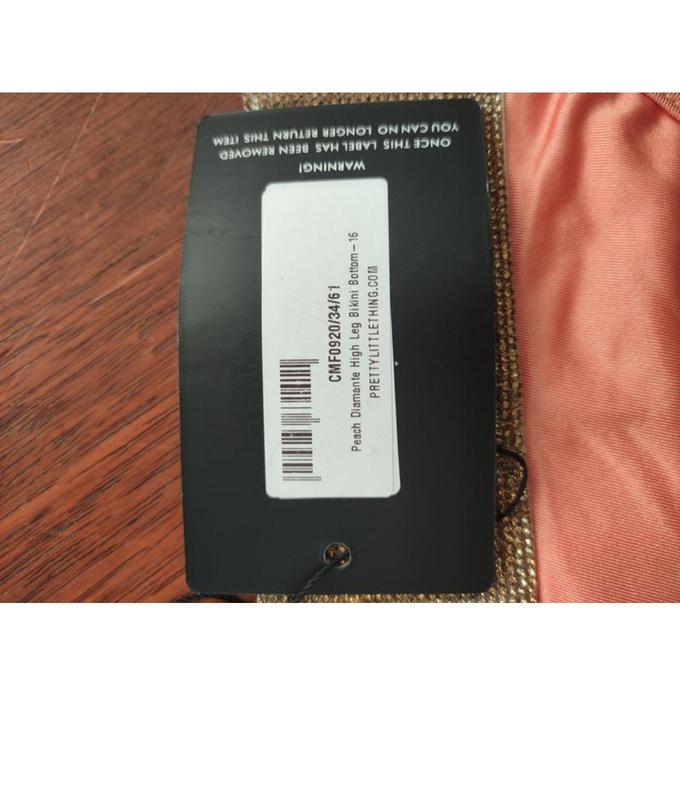 WARNING!
ONCE THIS LABEL HAS BEEN REMOVED
YOU CAN NO LONGER RETURN THIS ITEM
CMF0920/34/61
Peach Diamante High Leg Bikini Bottom-16
PRETTYLITTLETHING.COM